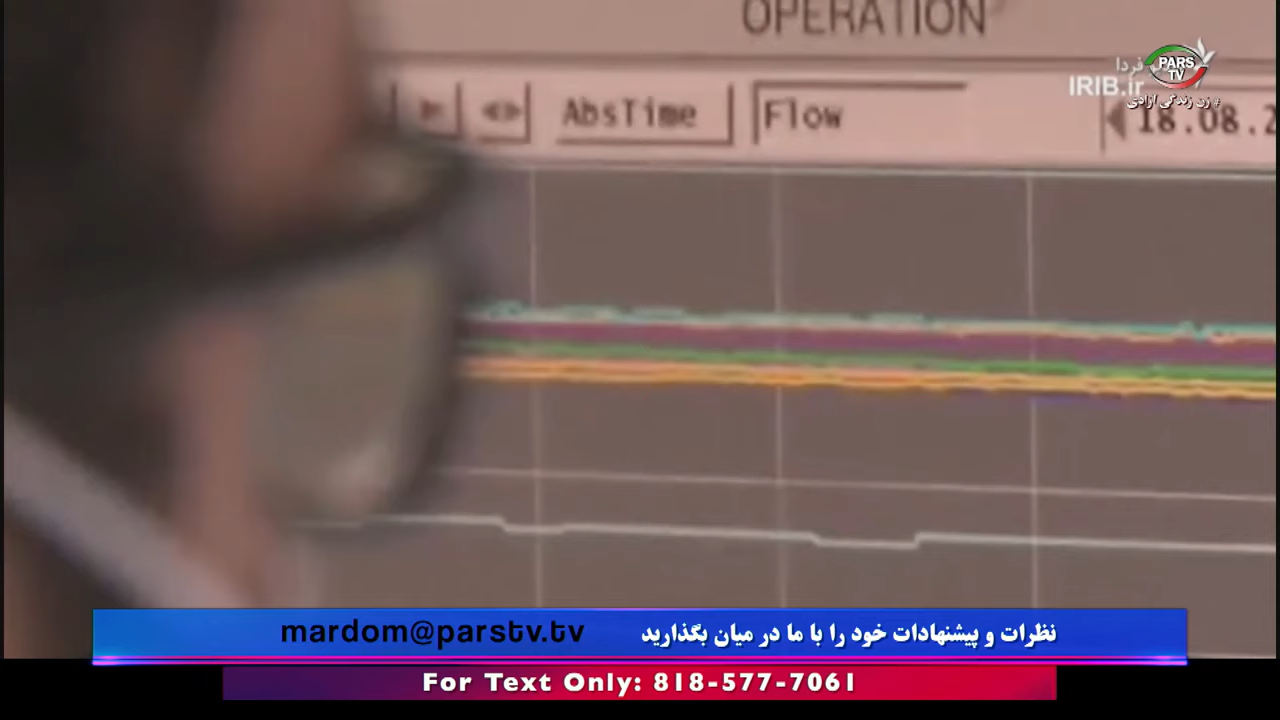 OPERATION
فردا
IRIB.ir
PARS
TV
# زن زندگی آزادی
AbsTime
Flow
18.08.2
mardom@parstv.tv
نظرات و پیشنهادات خود را با ما در میان بگذارید
For Text Only: 818-577-7061